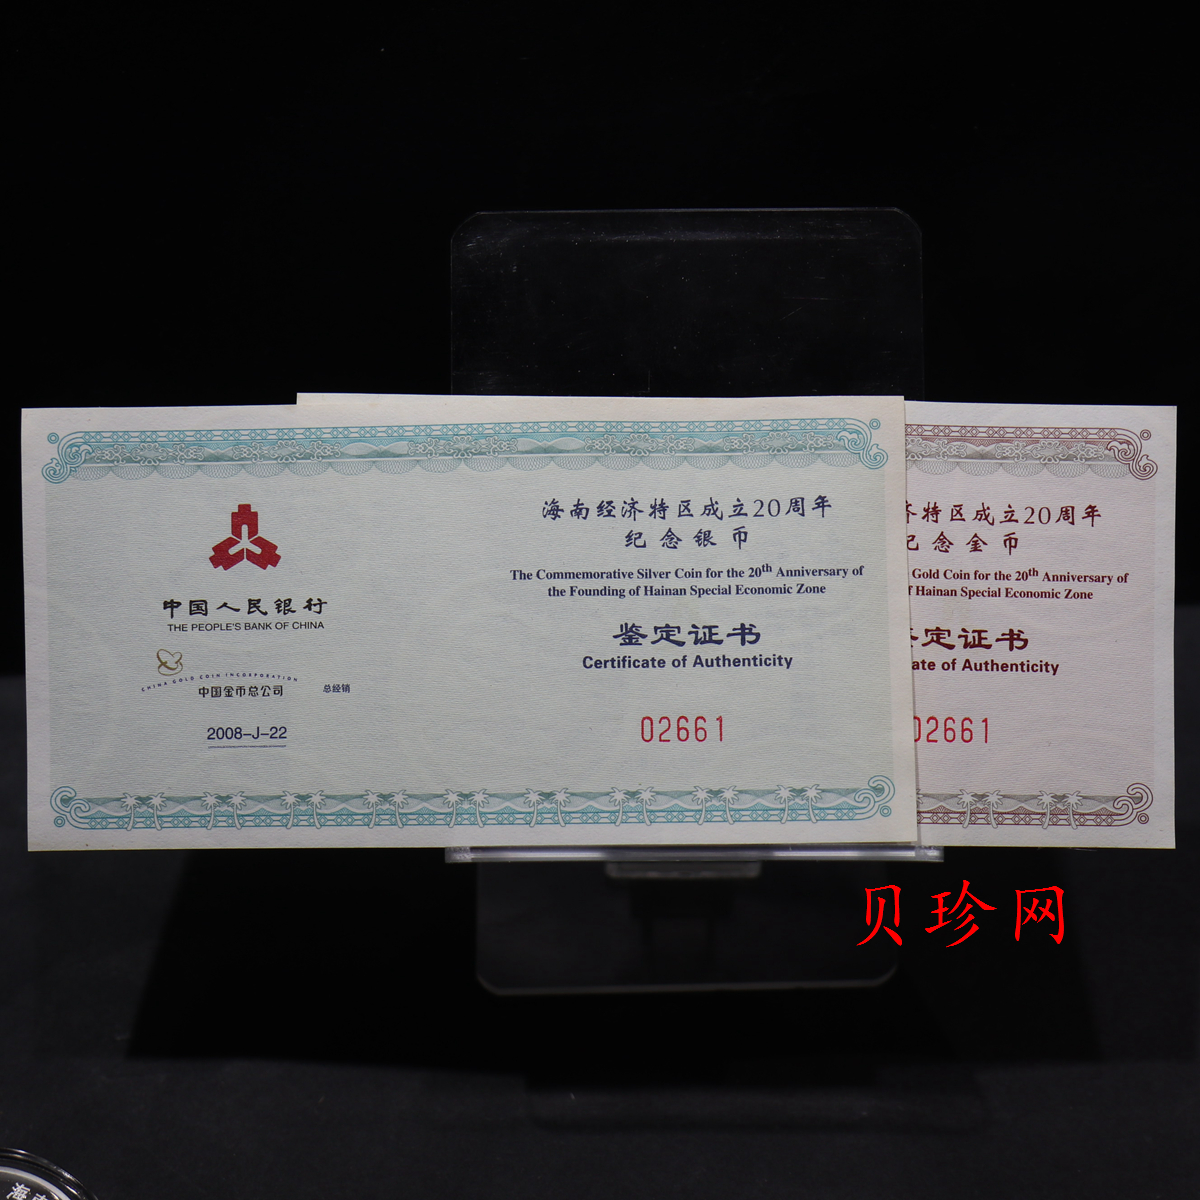 中国人民银行
THE PEOPLE'S BANK OF CHINA
CHINA GOLD COIN INCORPORATION
中国金币总公司
总经销
2008-J-22
海南经济特区成立20周年
纪念银币
The Commemorative Silver Coin for the 20th Anniversary of
the Founding of Hainan Special Economic Zone
鉴定证书
Certificate of Authenticity
02661
特区成立20周年
念金币
Gold Coin for the 20th Anniversary of
f Hainan Special Economic Zone
定证书
ate of Authenticity
02661
贝珍网